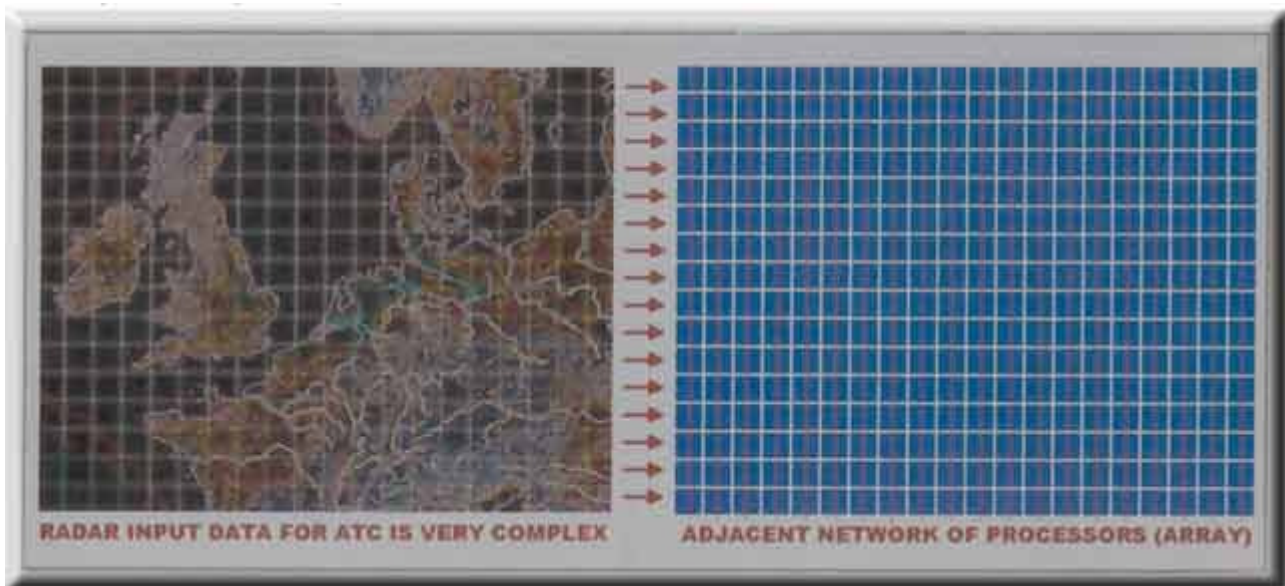 RADAR INPUT DATA FOR ATC IS VERY COMPLEX
ADJACENT NETWORK OF PROCESSORS (ARRAY)